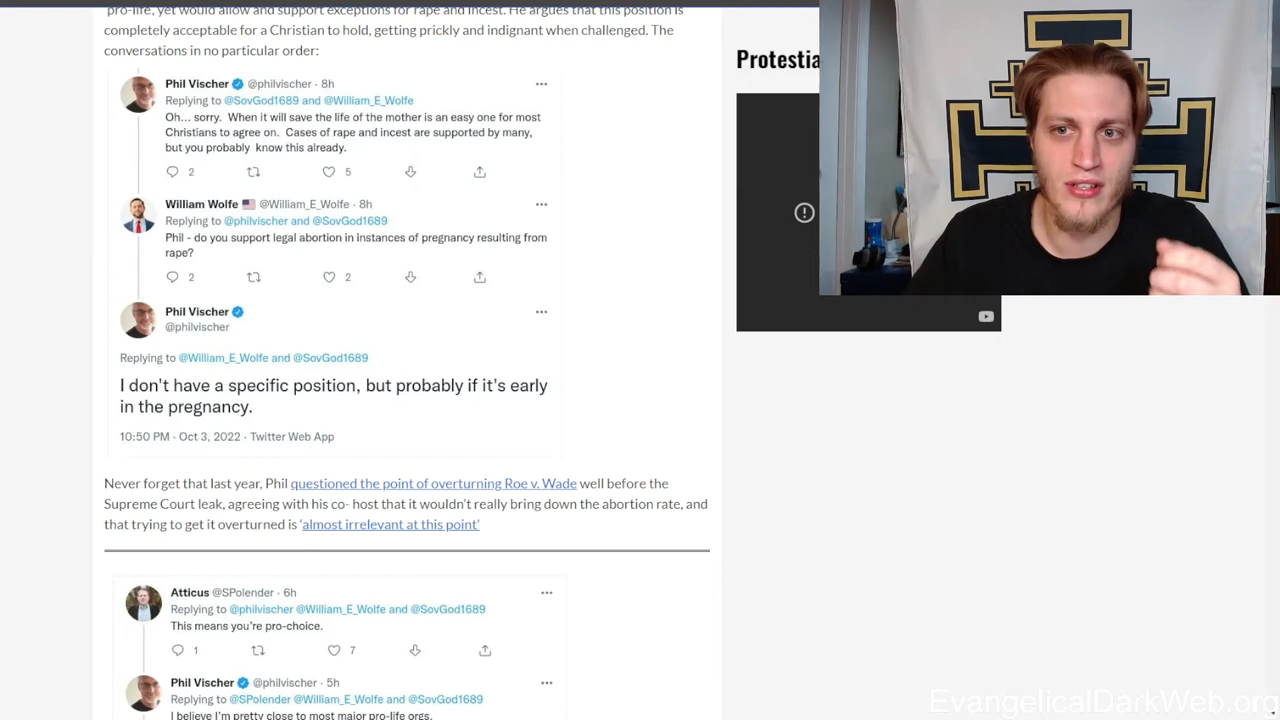 pro-life, yet would allow and support exceptions for rape and incest. He argues that this position is
completely acceptable for a Christian to hold, getting prickly and indignant when challenged. The
conversations in no particular order:
Protestia
Phil Vischer @philvischer · 8h
Replying to @SovGod1689 and @William_E_Wolfe
Oh... sorry. When it will save the life of the mother is an easy one for most
Christians to agree on. Cases of rape and incest are supported by many,
but you probably know this already.
2 5
William Wolfe 🇺🇸 @William_E_Wolfe · 8h
Replying to @philvischer and @SovGod1689
Phil - do you support legal abortion in instances of pregnancy resulting from
rape?
2 2
Phil Vischer
@philvischer
Replying to @William_E_Wolfe and @SovGod1689
I don't have a specific position, but probably if it's early
in the pregnancy.
10:50 PM · Oct 3, 2022 · Twitter Web App
Never forget that last year, Phil questioned the point of overturning Roe v. Wade well before the
Supreme Court leak, agreeing with his co- host that it wouldn't really bring down the abortion rate, and
that trying to get it overturned is 'almost irrelevant at this point'
Atticus @SPolender · 6h
Replying to @philvischer @William_E_Wolfe and @SovGod1689
This means you're pro-choice.
1 7
Phil Vischer @philvischer · 5h
Replying to @SPolender @William_E_Wolfe and @SovGod1689
I believe I'm pretty close to most major pro-life orgs.
EvangelicalDarkWeb.org